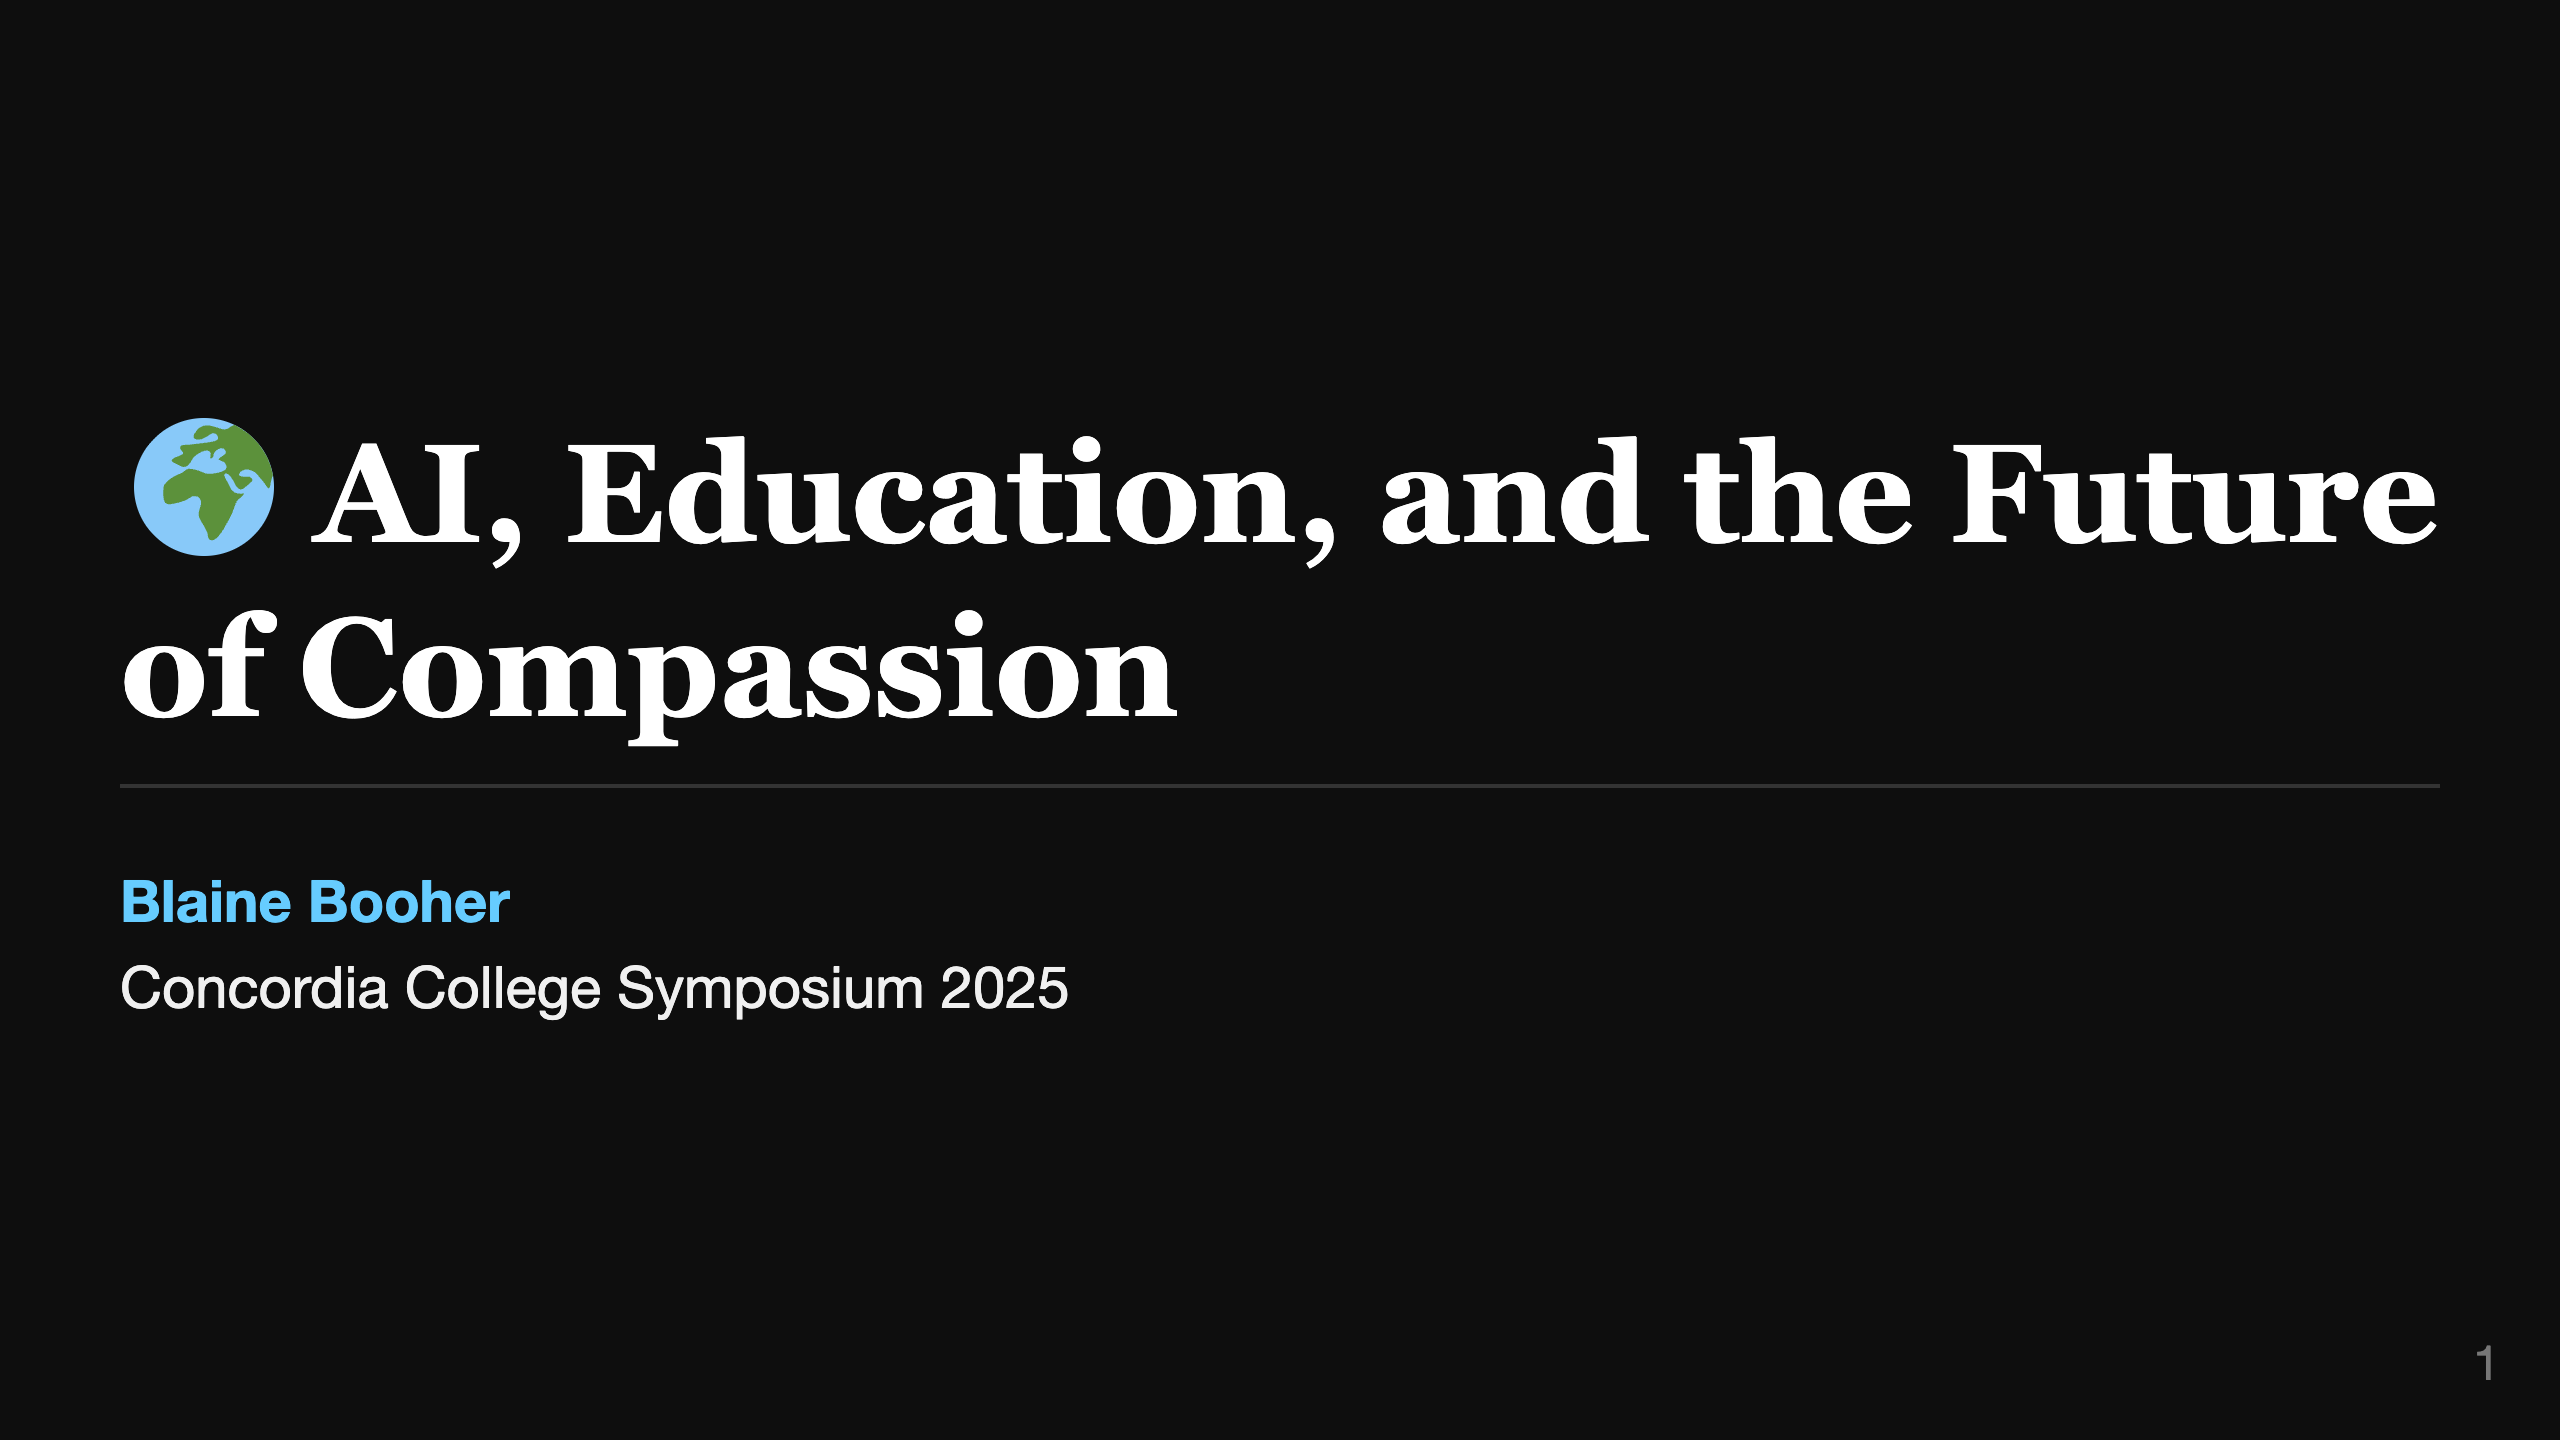 🌍 AI, Education, and the Future
of Compassion
Blaine Booher
Concordia College Symposium 2025
1